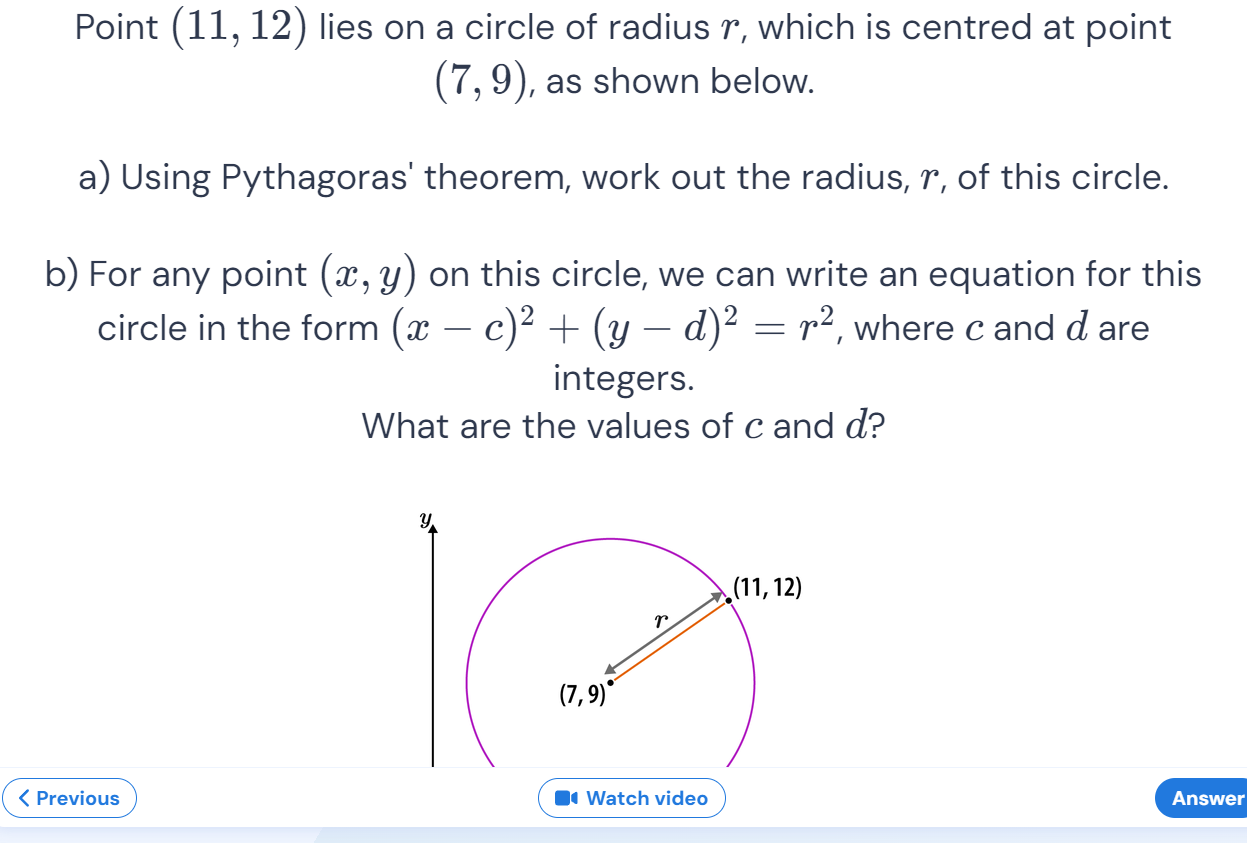 Point (11, 12) lies on a circle of radius r, which is centred at point
(7, 9), as shown below.
a) Using Pythagoras' theorem, work out the radius, r, of this circle.
b) For any point (x, y) on this circle, we can write an equation for this
circle in the form (x − c)² + (y − d)² = r², where c and d are
integers.
What are the values of c and d?
y
(11, 12)
r
(7, 9)
Previous
Watch video
Answer